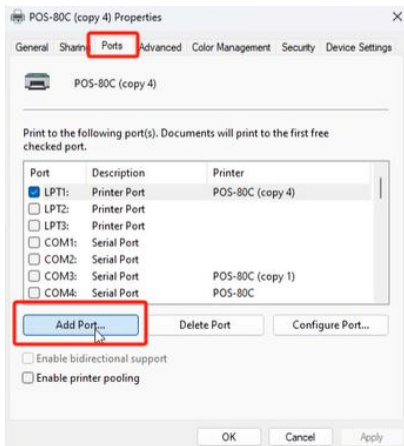 POS-80C (copy 4) Properties
General Sharing Ports Advanced Color Management Security Device Settings
POS-80C (copy 4)
Print to the following port(s). Documents will print to the first free
checked port.
Port Description Printer
LPT1: Printer Port POS-80C (copy 4)
LPT2: Printer Port
LPT3: Printer Port
COM1: Serial Port
COM2: Serial Port
COM3: Serial Port POS-80C (copy 1)
COM4: Serial Port POS-80C
Add Port... Delete Port Configure Port...
Enable bidirectional support
Enable printer pooling
OK Cancel Apply